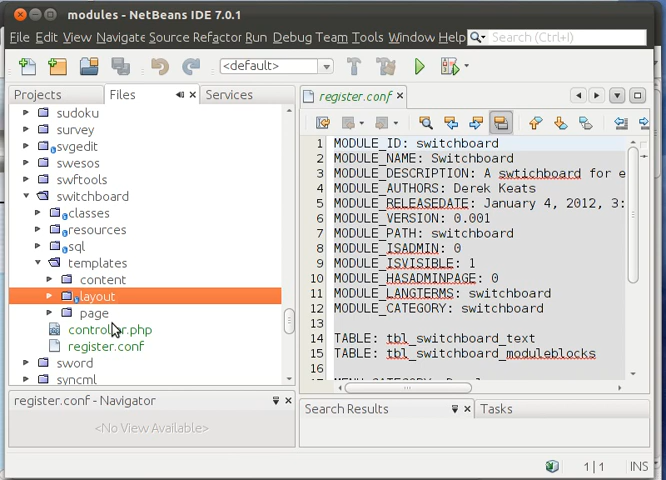 modules - NetBeans IDE 7.0.1
File Edit View Navigate Source Refactor Run Debug Team Tools Window Help
Search (Ctrl+I)
<default>
Projects
Files
Services
sudoku
survey
svgedit
swesos
swftools
switchboard
classes
resources
sql
templates
content
layout
page
controller.php
register.conf
sword
syncml
register.conf
1 MODULE_ID: switchboard
2 MODULE_NAME: Switchboard
3 MODULE_DESCRIPTION: A swtichboard for e
4 MODULE_AUTHORS: Derek Keats
5 MODULE_RELEASEDATE: January 4, 2012, 3:
6 MODULE_VERSION: 0.001
7 MODULE_PATH: switchboard
8 MODULE_ISADMIN: 0
9 MODULE_ISVISIBLE: 1
10 MODULE_HASADMINPAGE: 0
11 MODULE_LANGTERMS: switchboard
12 MODULE_CATEGORY: switchboard
13
14 TABLE: tbl_switchboard_text
15 TABLE: tbl_switchboard_moduleblocks
16
register.conf - Navigator
<No View Available>
Search Results
Tasks
1|1
INS